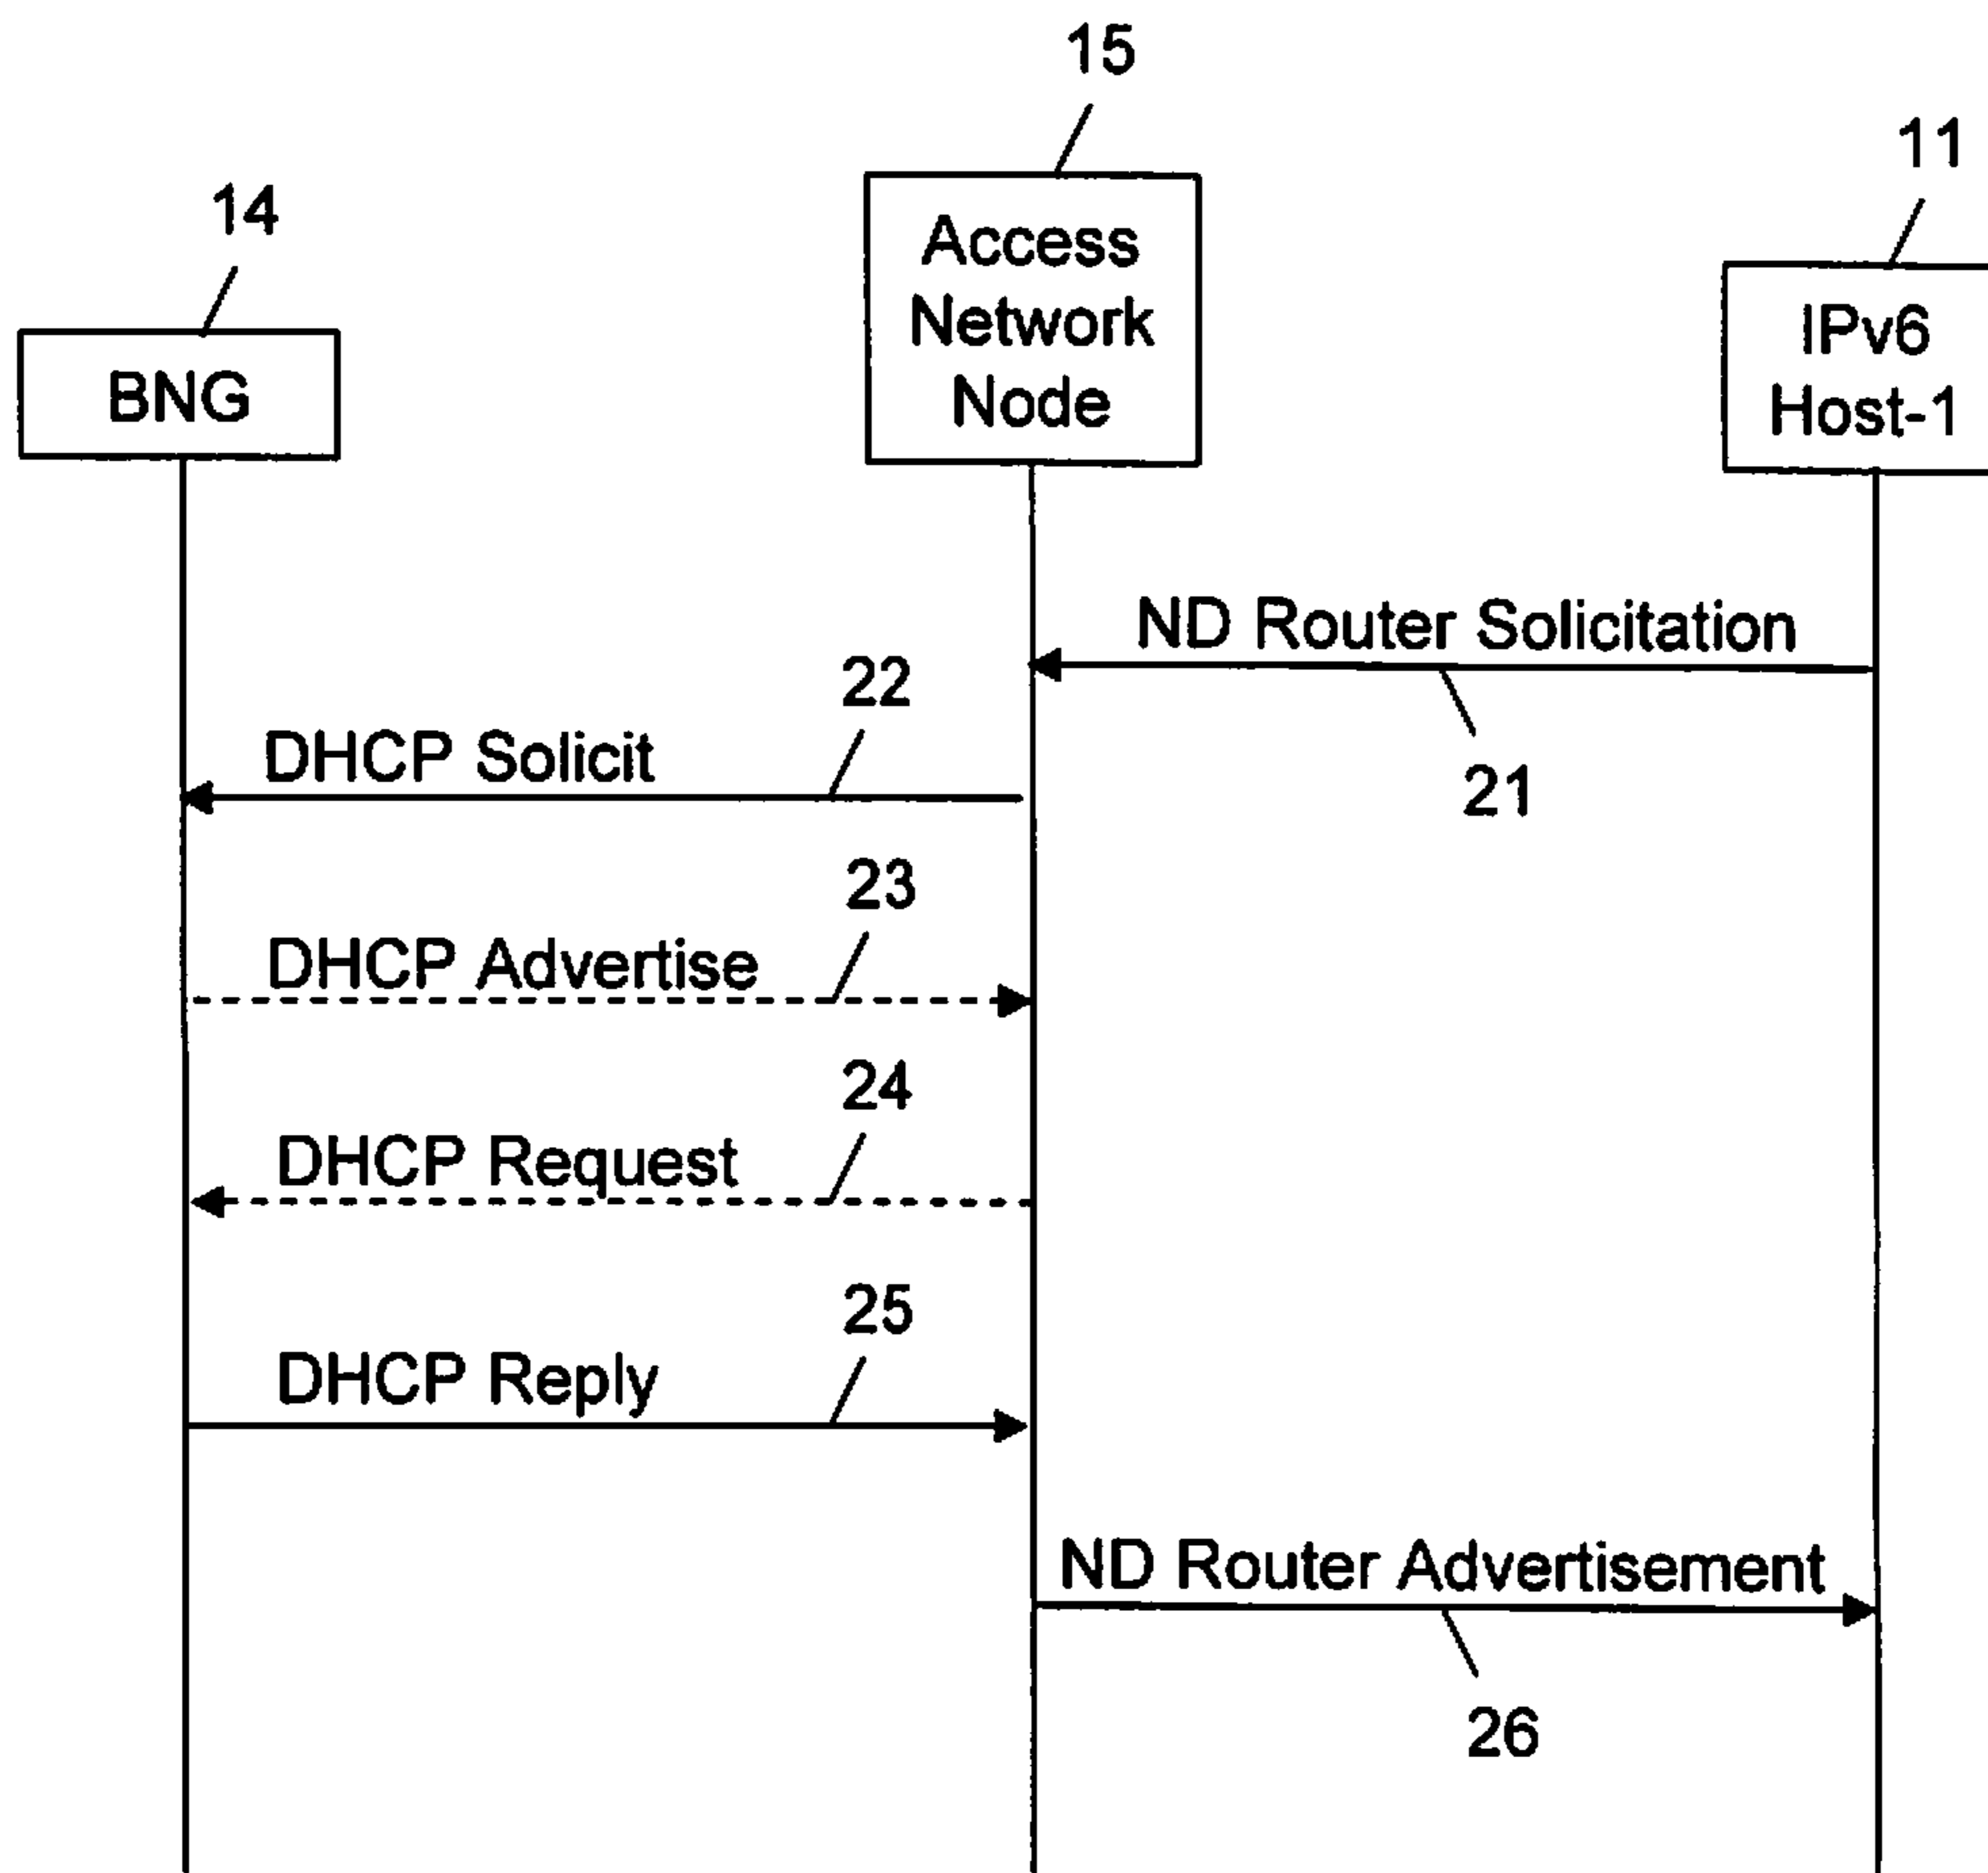 15
11
14
Access
Network
Node
IPv6
Host-1
BNG
ND Router Solicitation
22
DHCP Solicit
21
23
DHCP Advertise
24
DHCP Request
25
DHCP Reply
ND Router Advertisement
26